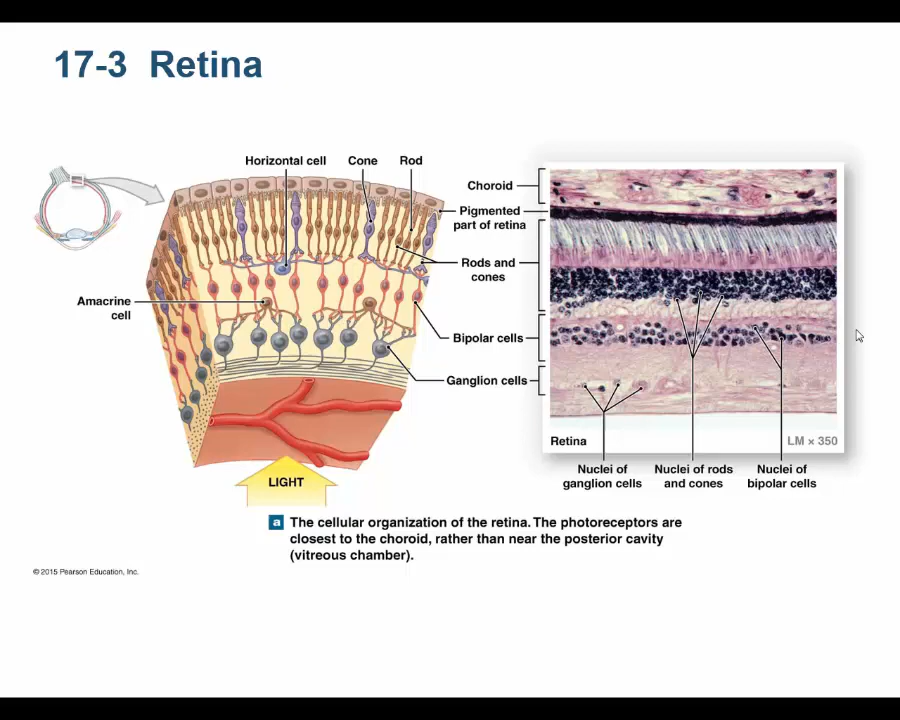 17-3 Retina
Horizontal cell
Cone
Rod
Choroid
Pigmented
part of retina
Rods and
cones
Amacrine
cell
Bipolar cells
Ganglion cells
Retina
LM × 350
LIGHT
Nuclei of
ganglion cells
Nuclei of rods
and cones
Nuclei of
bipolar cells
a The cellular organization of the retina. The photoreceptors are
closest to the choroid, rather than near the posterior cavity
(vitreous chamber).
© 2015 Pearson Education, Inc.